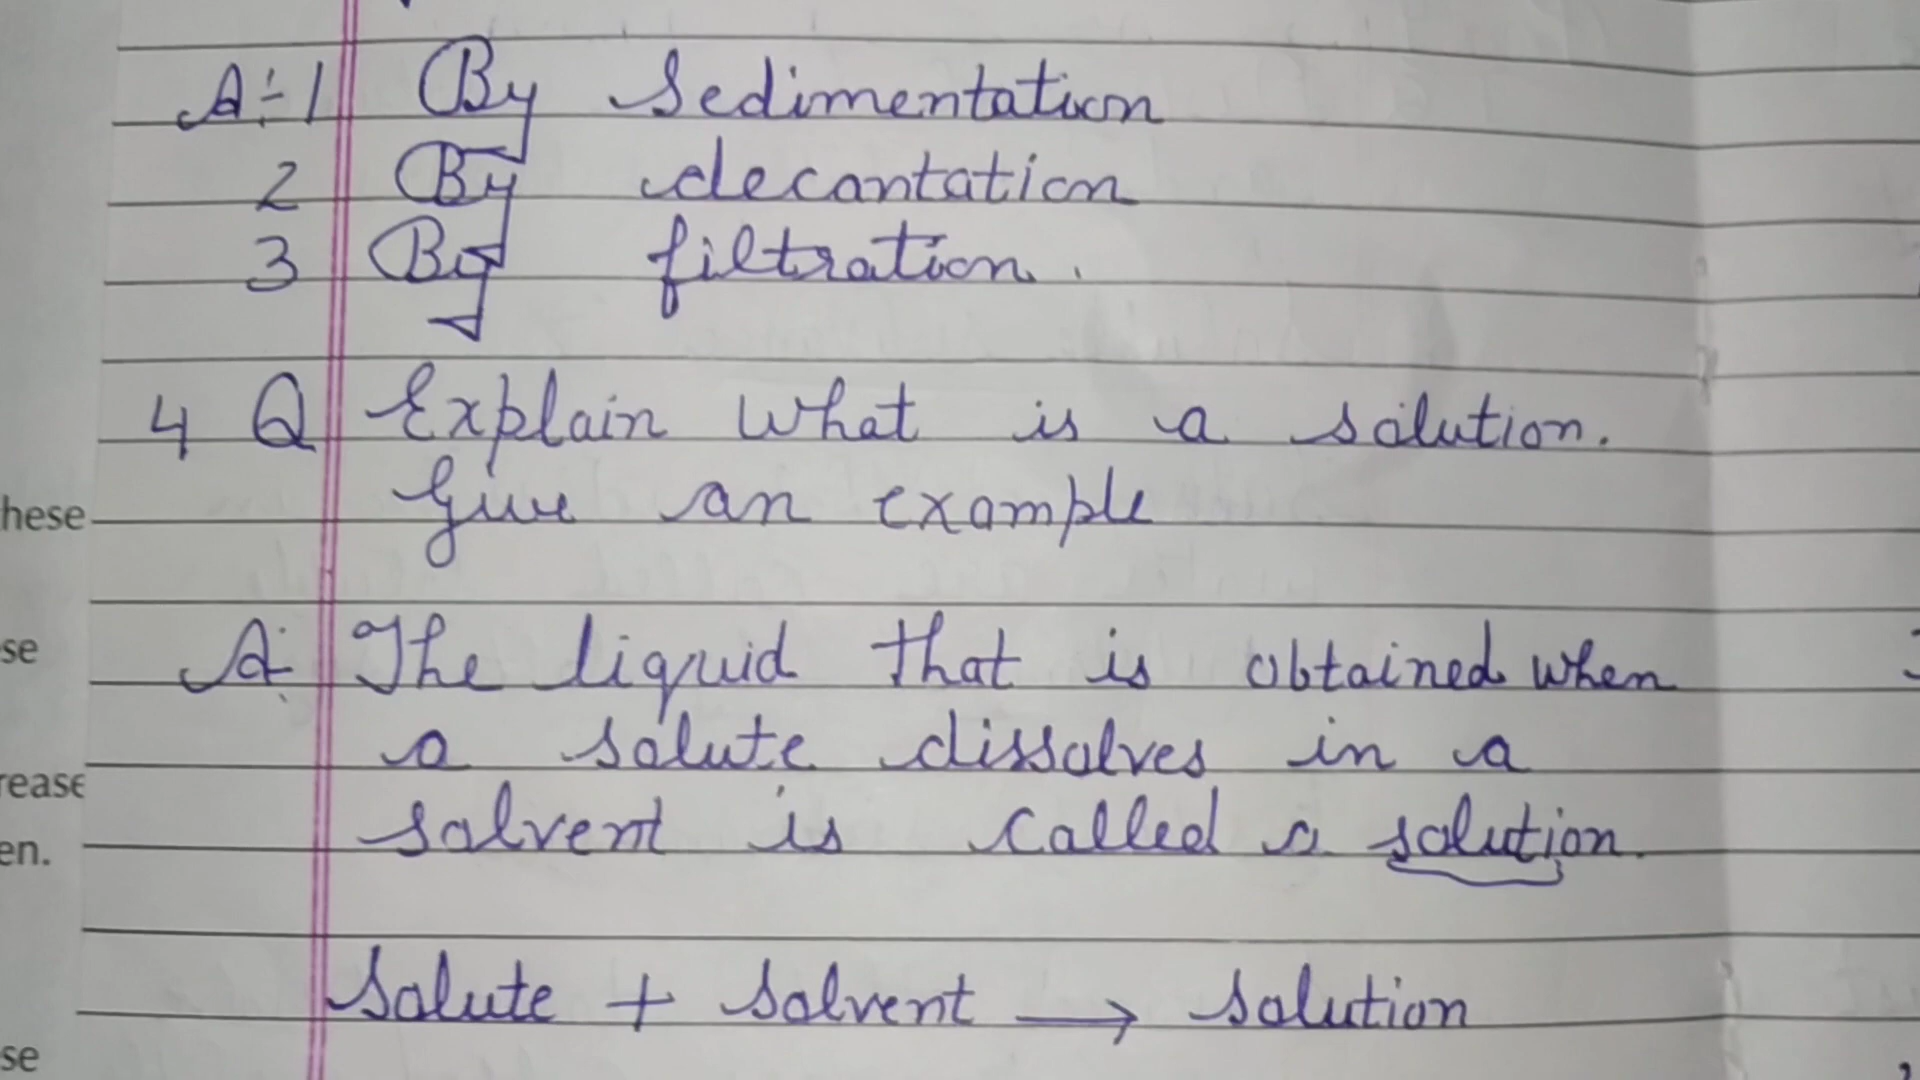 A:-1 By Sedimentation
2 By decantation
3 By filtration.
4 Q Explain what is a solution.
Give an example
hese
A:- The liquid that is obtained when
se
a solute dissolves in a
rease
solvent is called a solution.
en.
Solute + Solvent → Solution
se